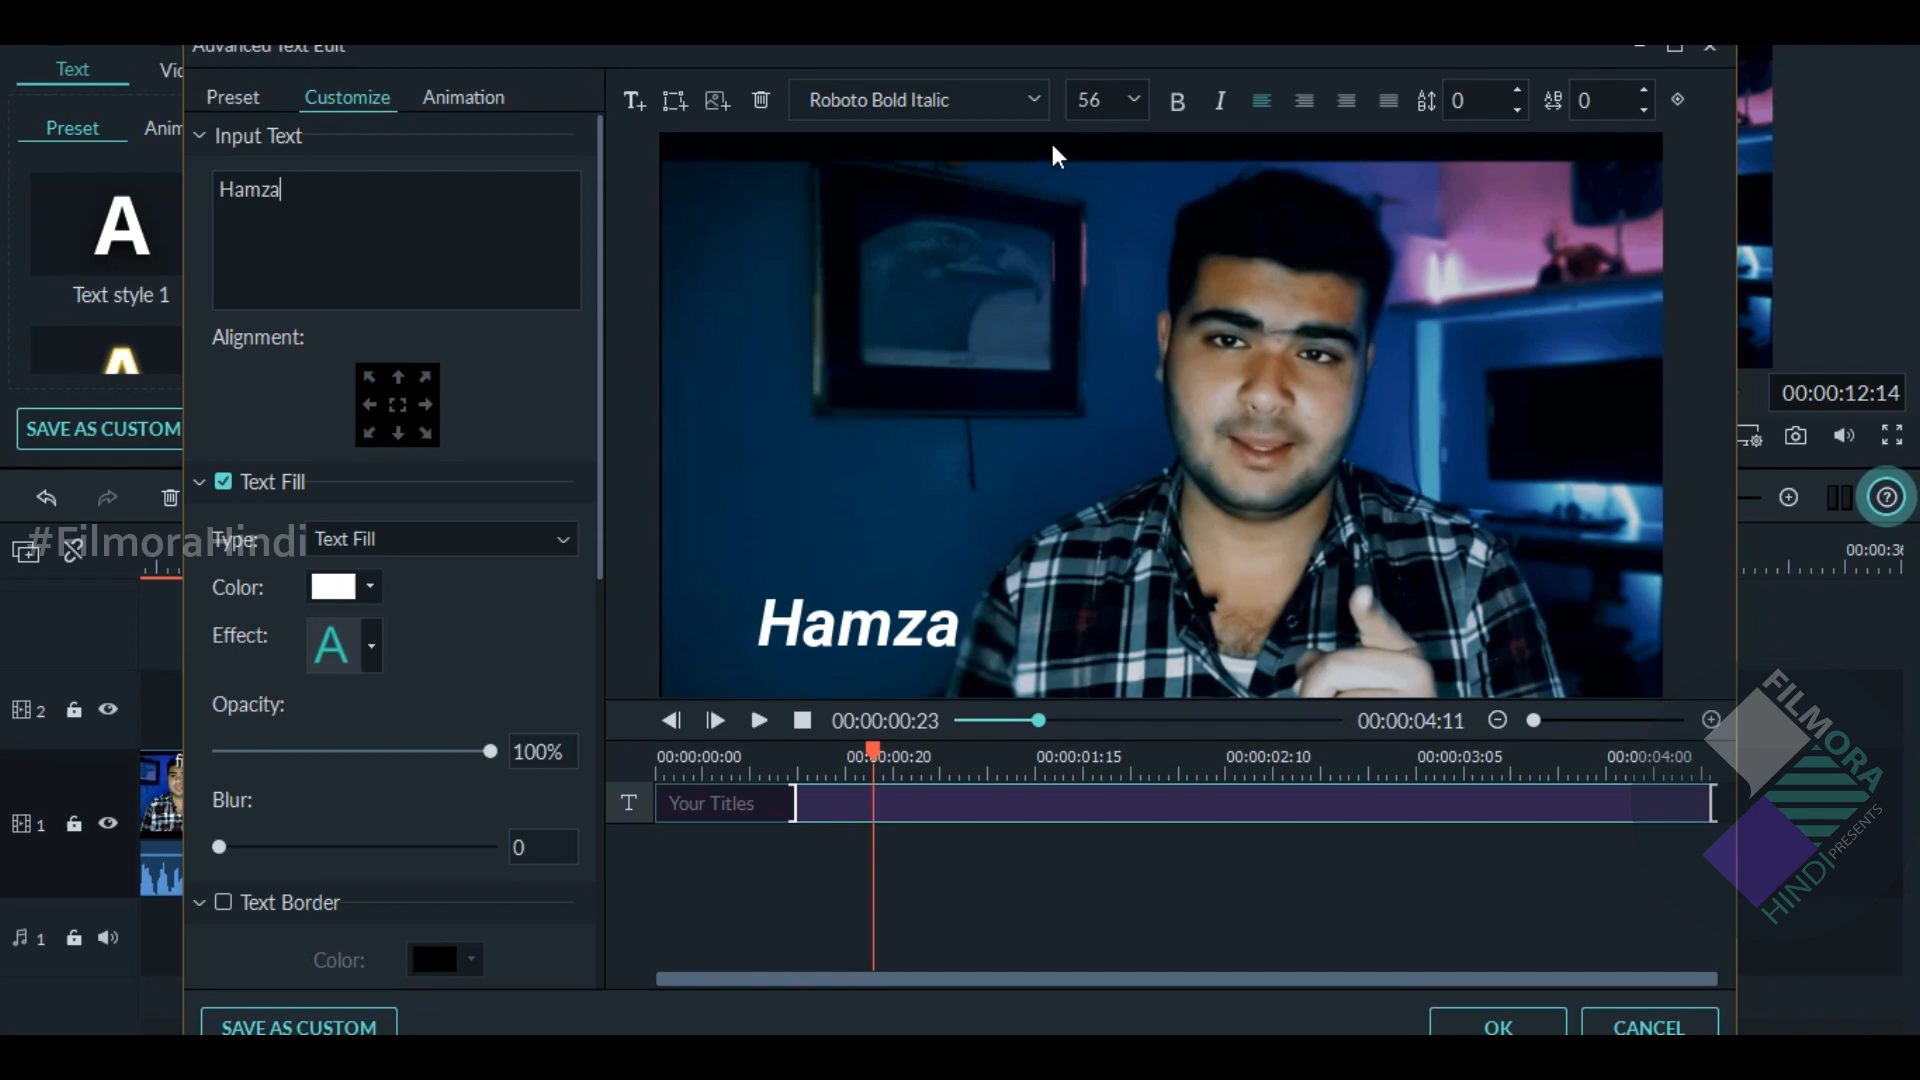 Advanced Text Edit
Text
Preset
Text style 1
SAVE AS CUSTOM
#FilmoraHindi
2
1
1
Preset Customize Animation
Input Text
Hamza
Alignment:
Text Fill
Type: Text Fill
Color:
Effect: A
Opacity:
100%
Blur:
0
Text Border
Color:
SAVE AS CUSTOM
Roboto Bold Italic 56 B I 0 0
Hamza
00:00:00:23 00:00:04:11
00:00:00:00 00:00:00:20 00:00:01:15 00:00:02:10 00:00:03:05 00:00:04:00
T Your Titles
OK CANCEL
00:00:12:14
FILMORA
HINDI PRESENTS